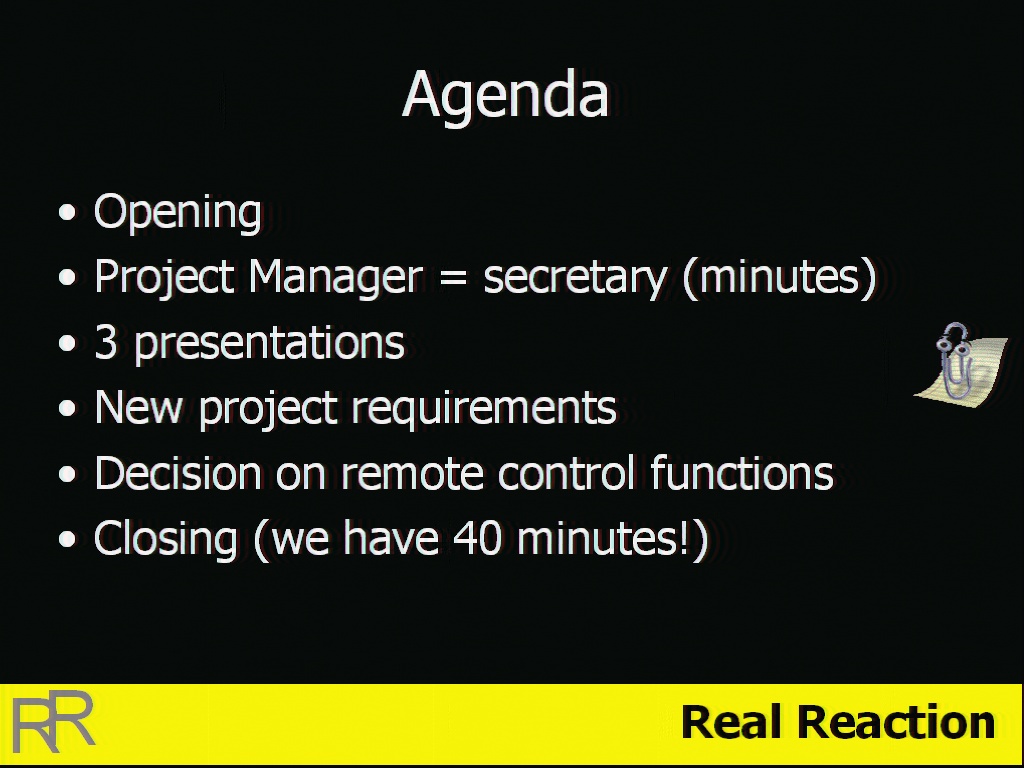 Agenda
• Opening
• Project Manager = secretary (minutes)
• 3 presentations
• New project requirements
• Decision on remote control functions
• Closing (we have 40 minutes!)
RR
Real Reaction